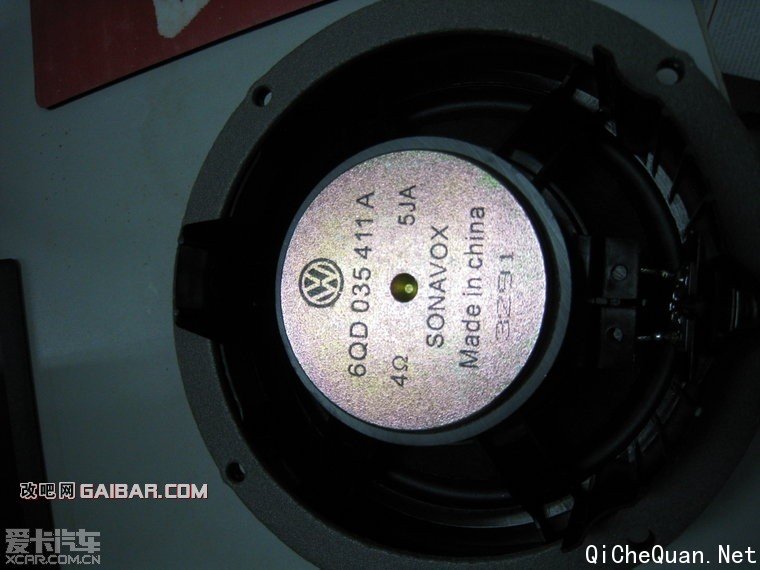 6QD 035 411 A
4Ω 5JA
SONAVOX
Made in china
3291
改吧网 GAIBAR.COM
爱卡汽车
XCAR.COM.CN
QiCheQuan.Net